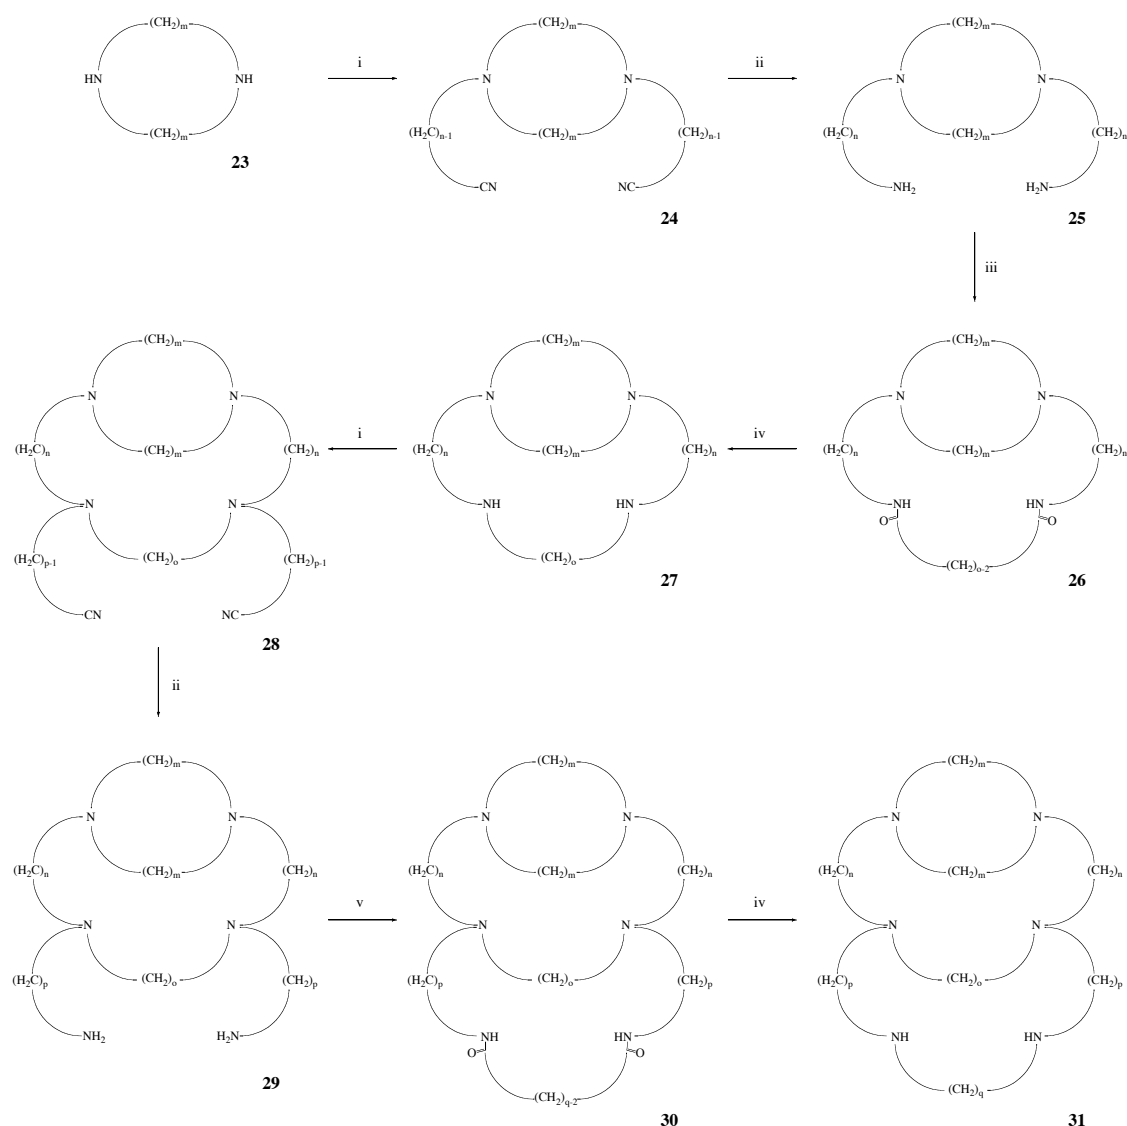 (CH2)m
HN NH
(CH2)m
23
i
(CH2)m
N N
(H2C)n-1 (CH2)m (CH2)n-1
CN NC
24
ii
(CH2)m
N N
(H2C)n (CH2)m (CH2)n
NH2 H2N
25
iii
(CH2)m
N N
(H2C)n (CH2)m (CH2)n
NH HN
O O
(CH2)o-2
26
iv
(CH2)m
N N
(H2C)n (CH2)m (CH2)n
NH HN
(CH2)o
27
i
(CH2)m
N N
(H2C)n (CH2)m (CH2)n
N N
(H2C)p-1 (CH2)o (CH2)p-1
CN NC
28
ii
(CH2)m
N N
(H2C)n (CH2)m (CH2)n
N N
(H2C)p (CH2)o (CH2)p
NH2 H2N
29
v
(CH2)m
N N
(H2C)n (CH2)m (CH2)n
N N
(H2C)p (CH2)o (CH2)p
NH HN
O O
(CH2)q-2
30
iv
(CH2)m
N N
(H2C)n (CH2)m (CH2)n
N N
(H2C)p (CH2)o (CH2)p
NH HN
(CH2)q
31